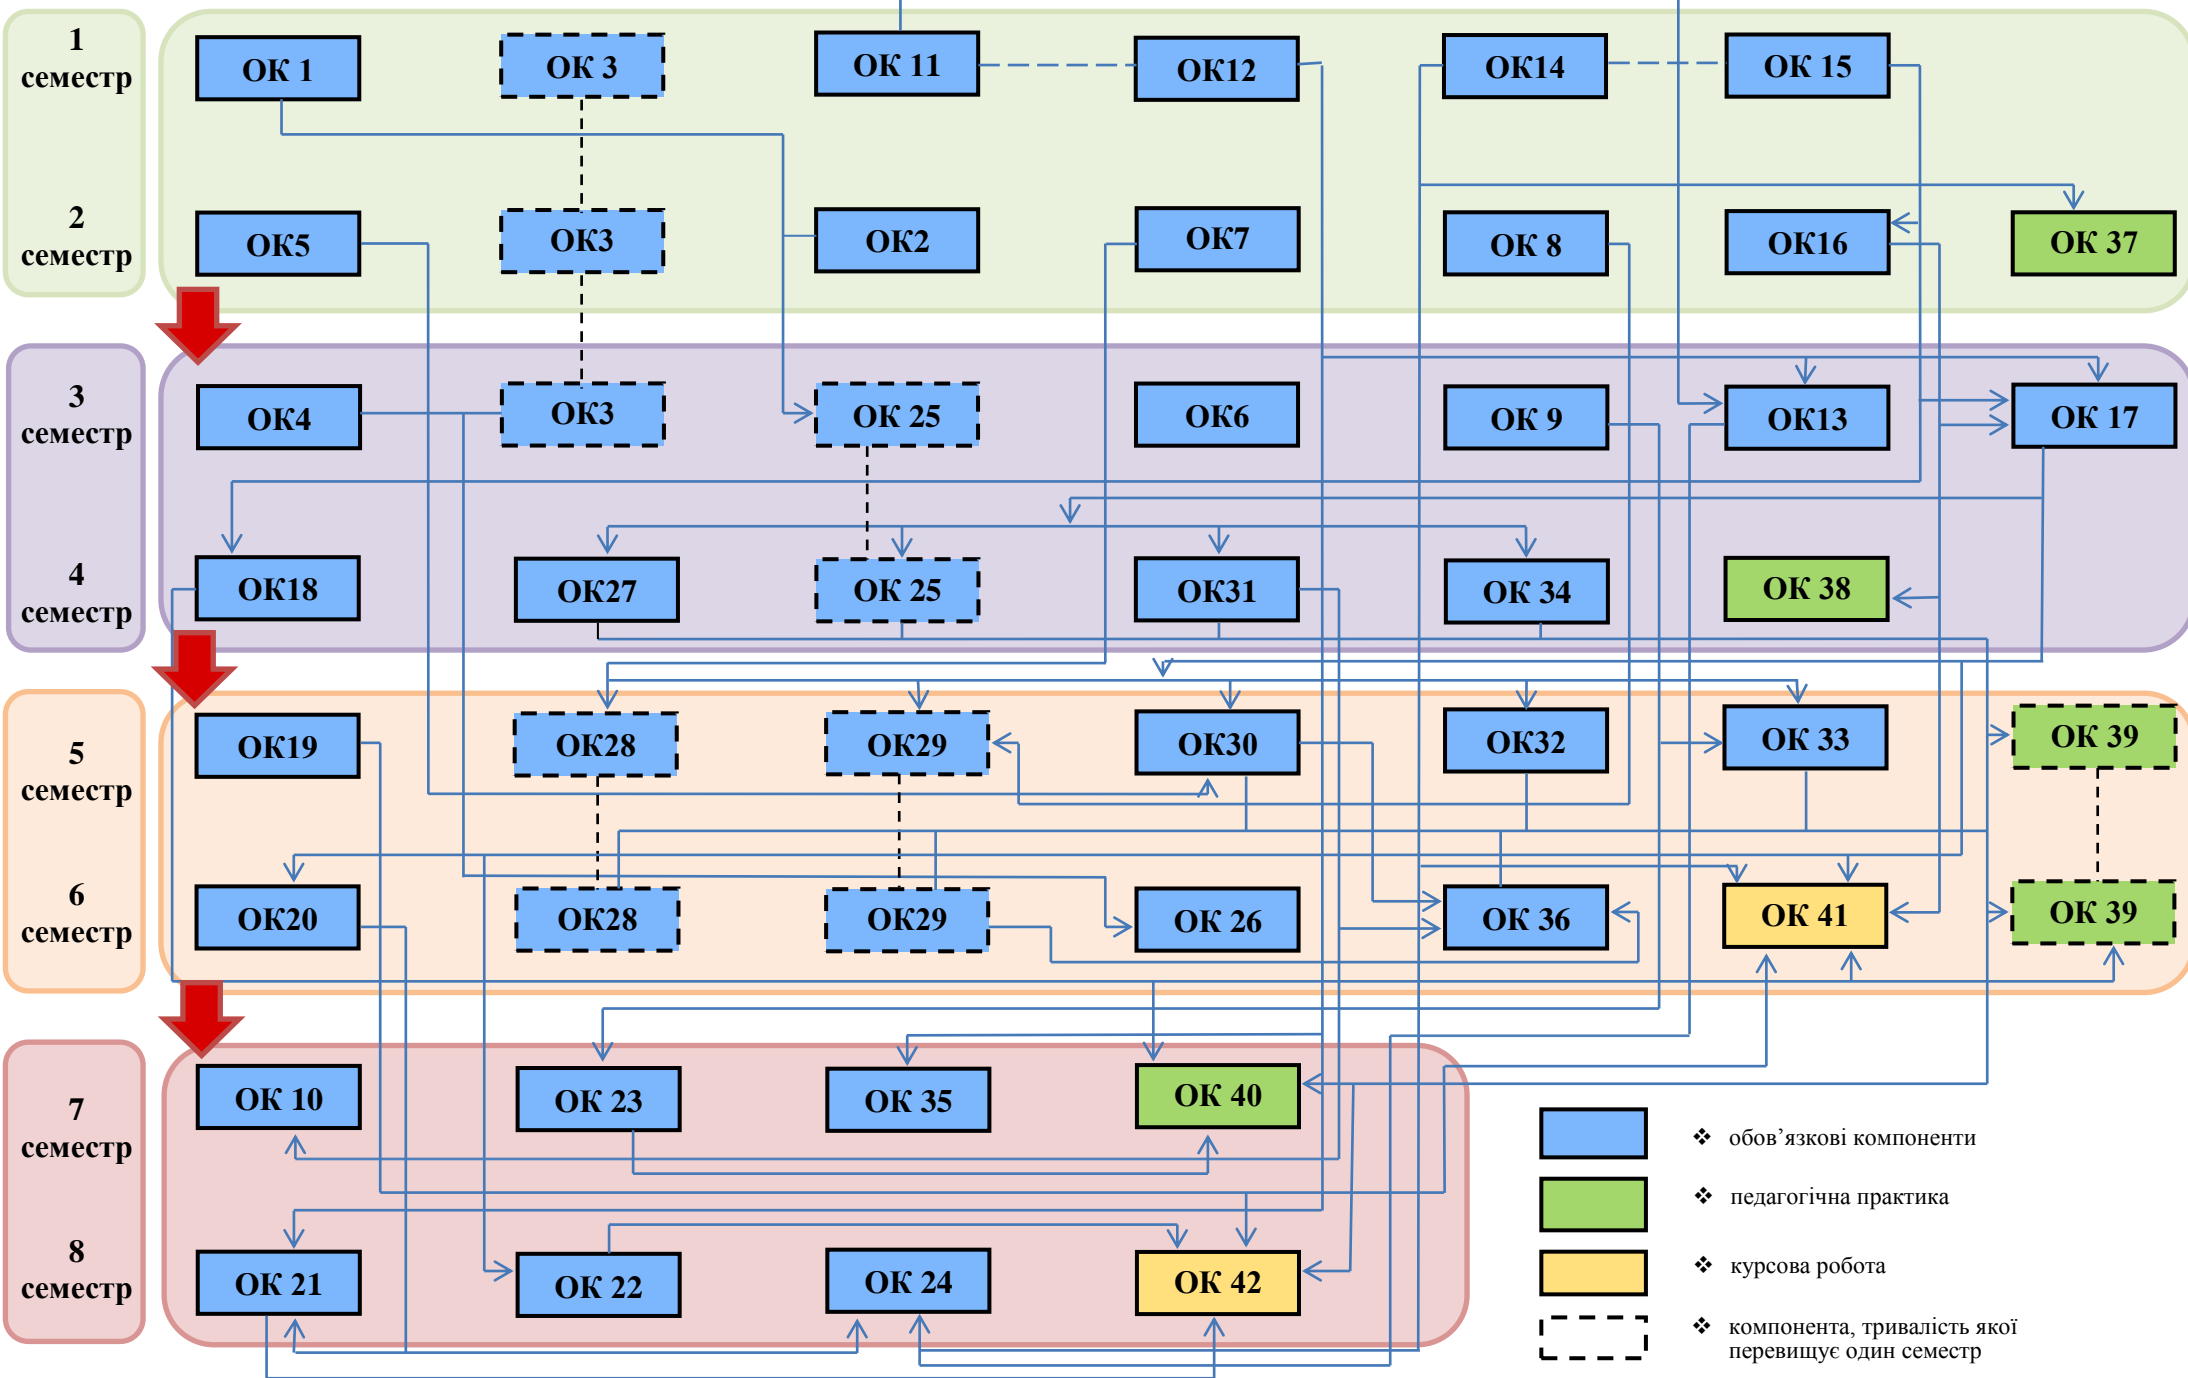 1
семестр
ОК 1
ОК 3
ОК 11
ОК12
ОК14
ОК 15
2
семестр
ОК5
ОК3
ОК2
ОК7
ОК 8
ОК16
ОК 37
3
семестр
ОК4
ОК3
ОК 25
ОК6
ОК 9
ОК13
ОК 17
4
семестр
ОК18
ОК27
ОК 25
ОК31
ОК 34
ОК 38
5
семестр
ОК19
ОК28
ОК29
ОК30
ОК32
ОК 33
ОК 39
6
семестр
ОК20
ОК28
ОК29
ОК 26
ОК 36
ОК 41
ОК 39
7
семестр
ОК 10
ОК 23
ОК 35
ОК 40
8
семестр
ОК 21
ОК 22
ОК 24
ОК 42
❖ обов’язкові компоненти
❖ педагогічна практика
❖ курсова робота
❖ компонента, тривалість якої
перевищує один семестр